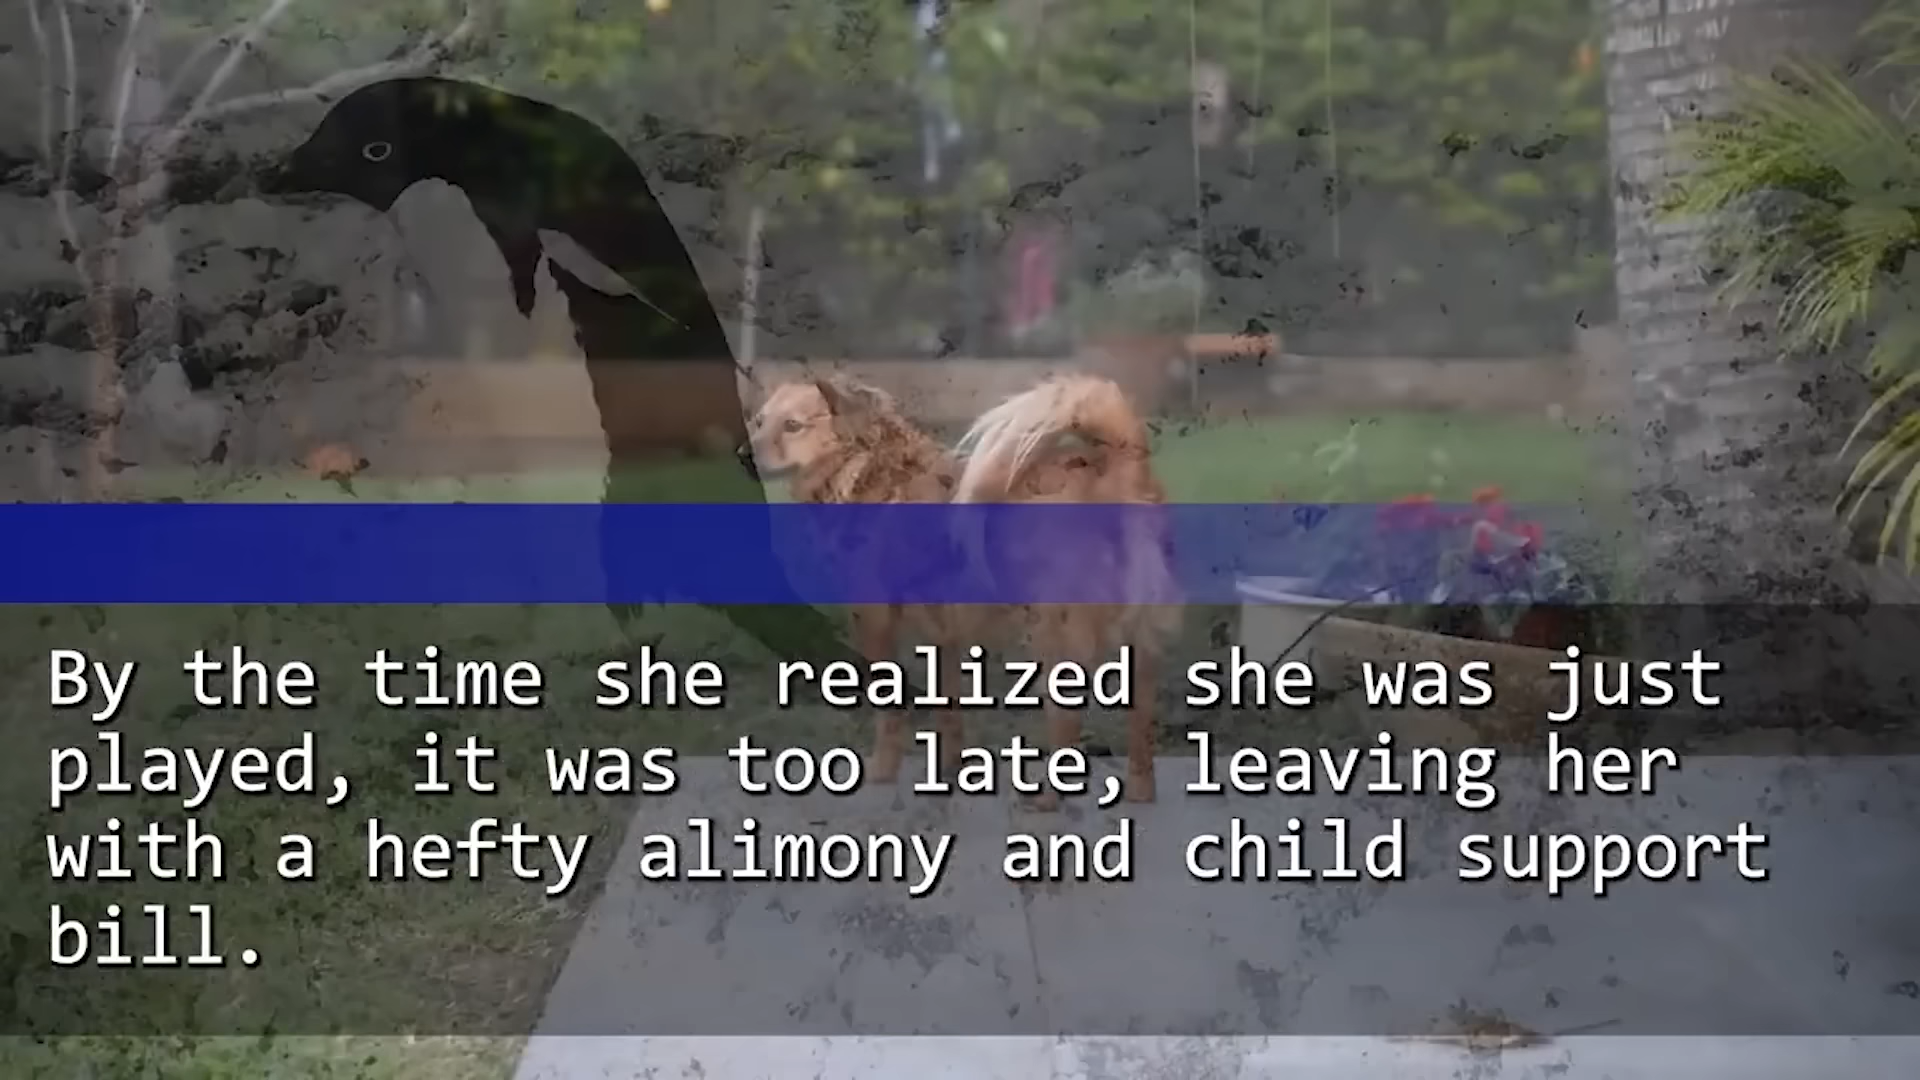 By the time she realized she was just
played, it was too late, leaving her
with a hefty alimony and child support
bill.